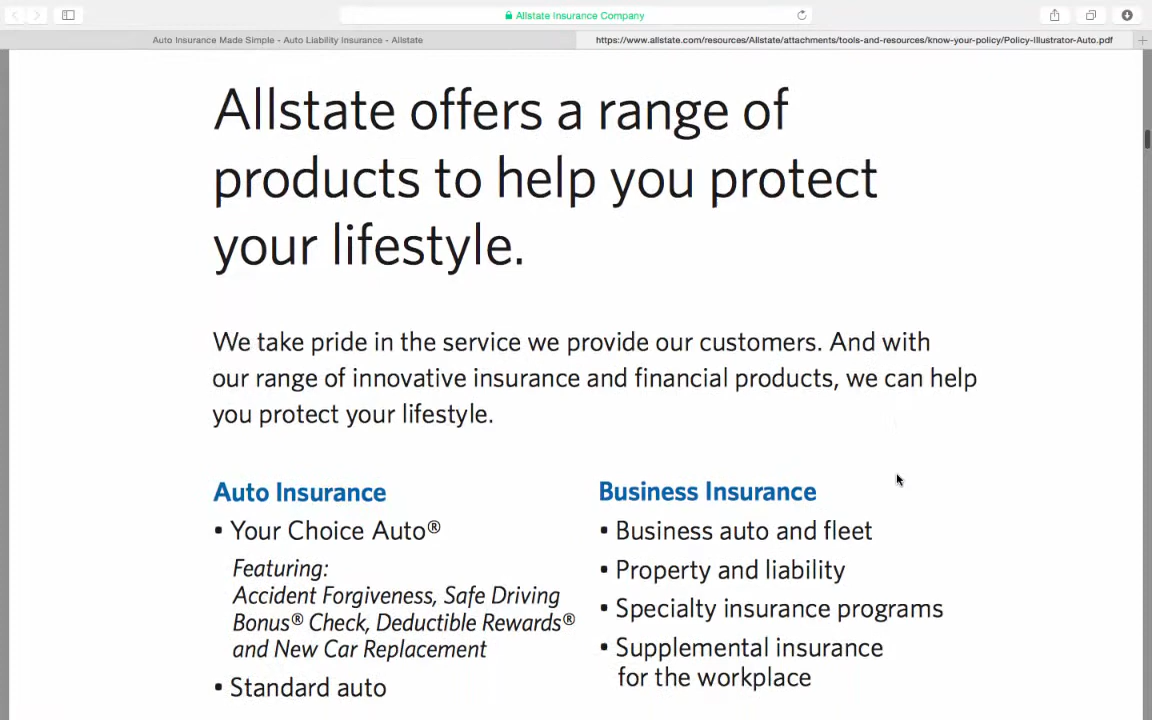 Allstate Insurance Company
Auto Insurance Made Simple - Auto Liability Insurance - Allstate
https://www.allstate.com/resources/Allstate/attachments/tools-and-resources/know-your-policy/Policy-Illustrator-Auto.pdf
Allstate offers a range of
products to help you protect
your lifestyle.
We take pride in the service we provide our customers. And with
our range of innovative insurance and financial products, we can help
you protect your lifestyle.
Auto Insurance
• Your Choice Auto®
Featuring:
Accident Forgiveness, Safe Driving
Bonus® Check, Deductible Rewards®
and New Car Replacement
• Standard auto
Business Insurance
• Business auto and fleet
• Property and liability
• Specialty insurance programs
• Supplemental insurance
for the workplace